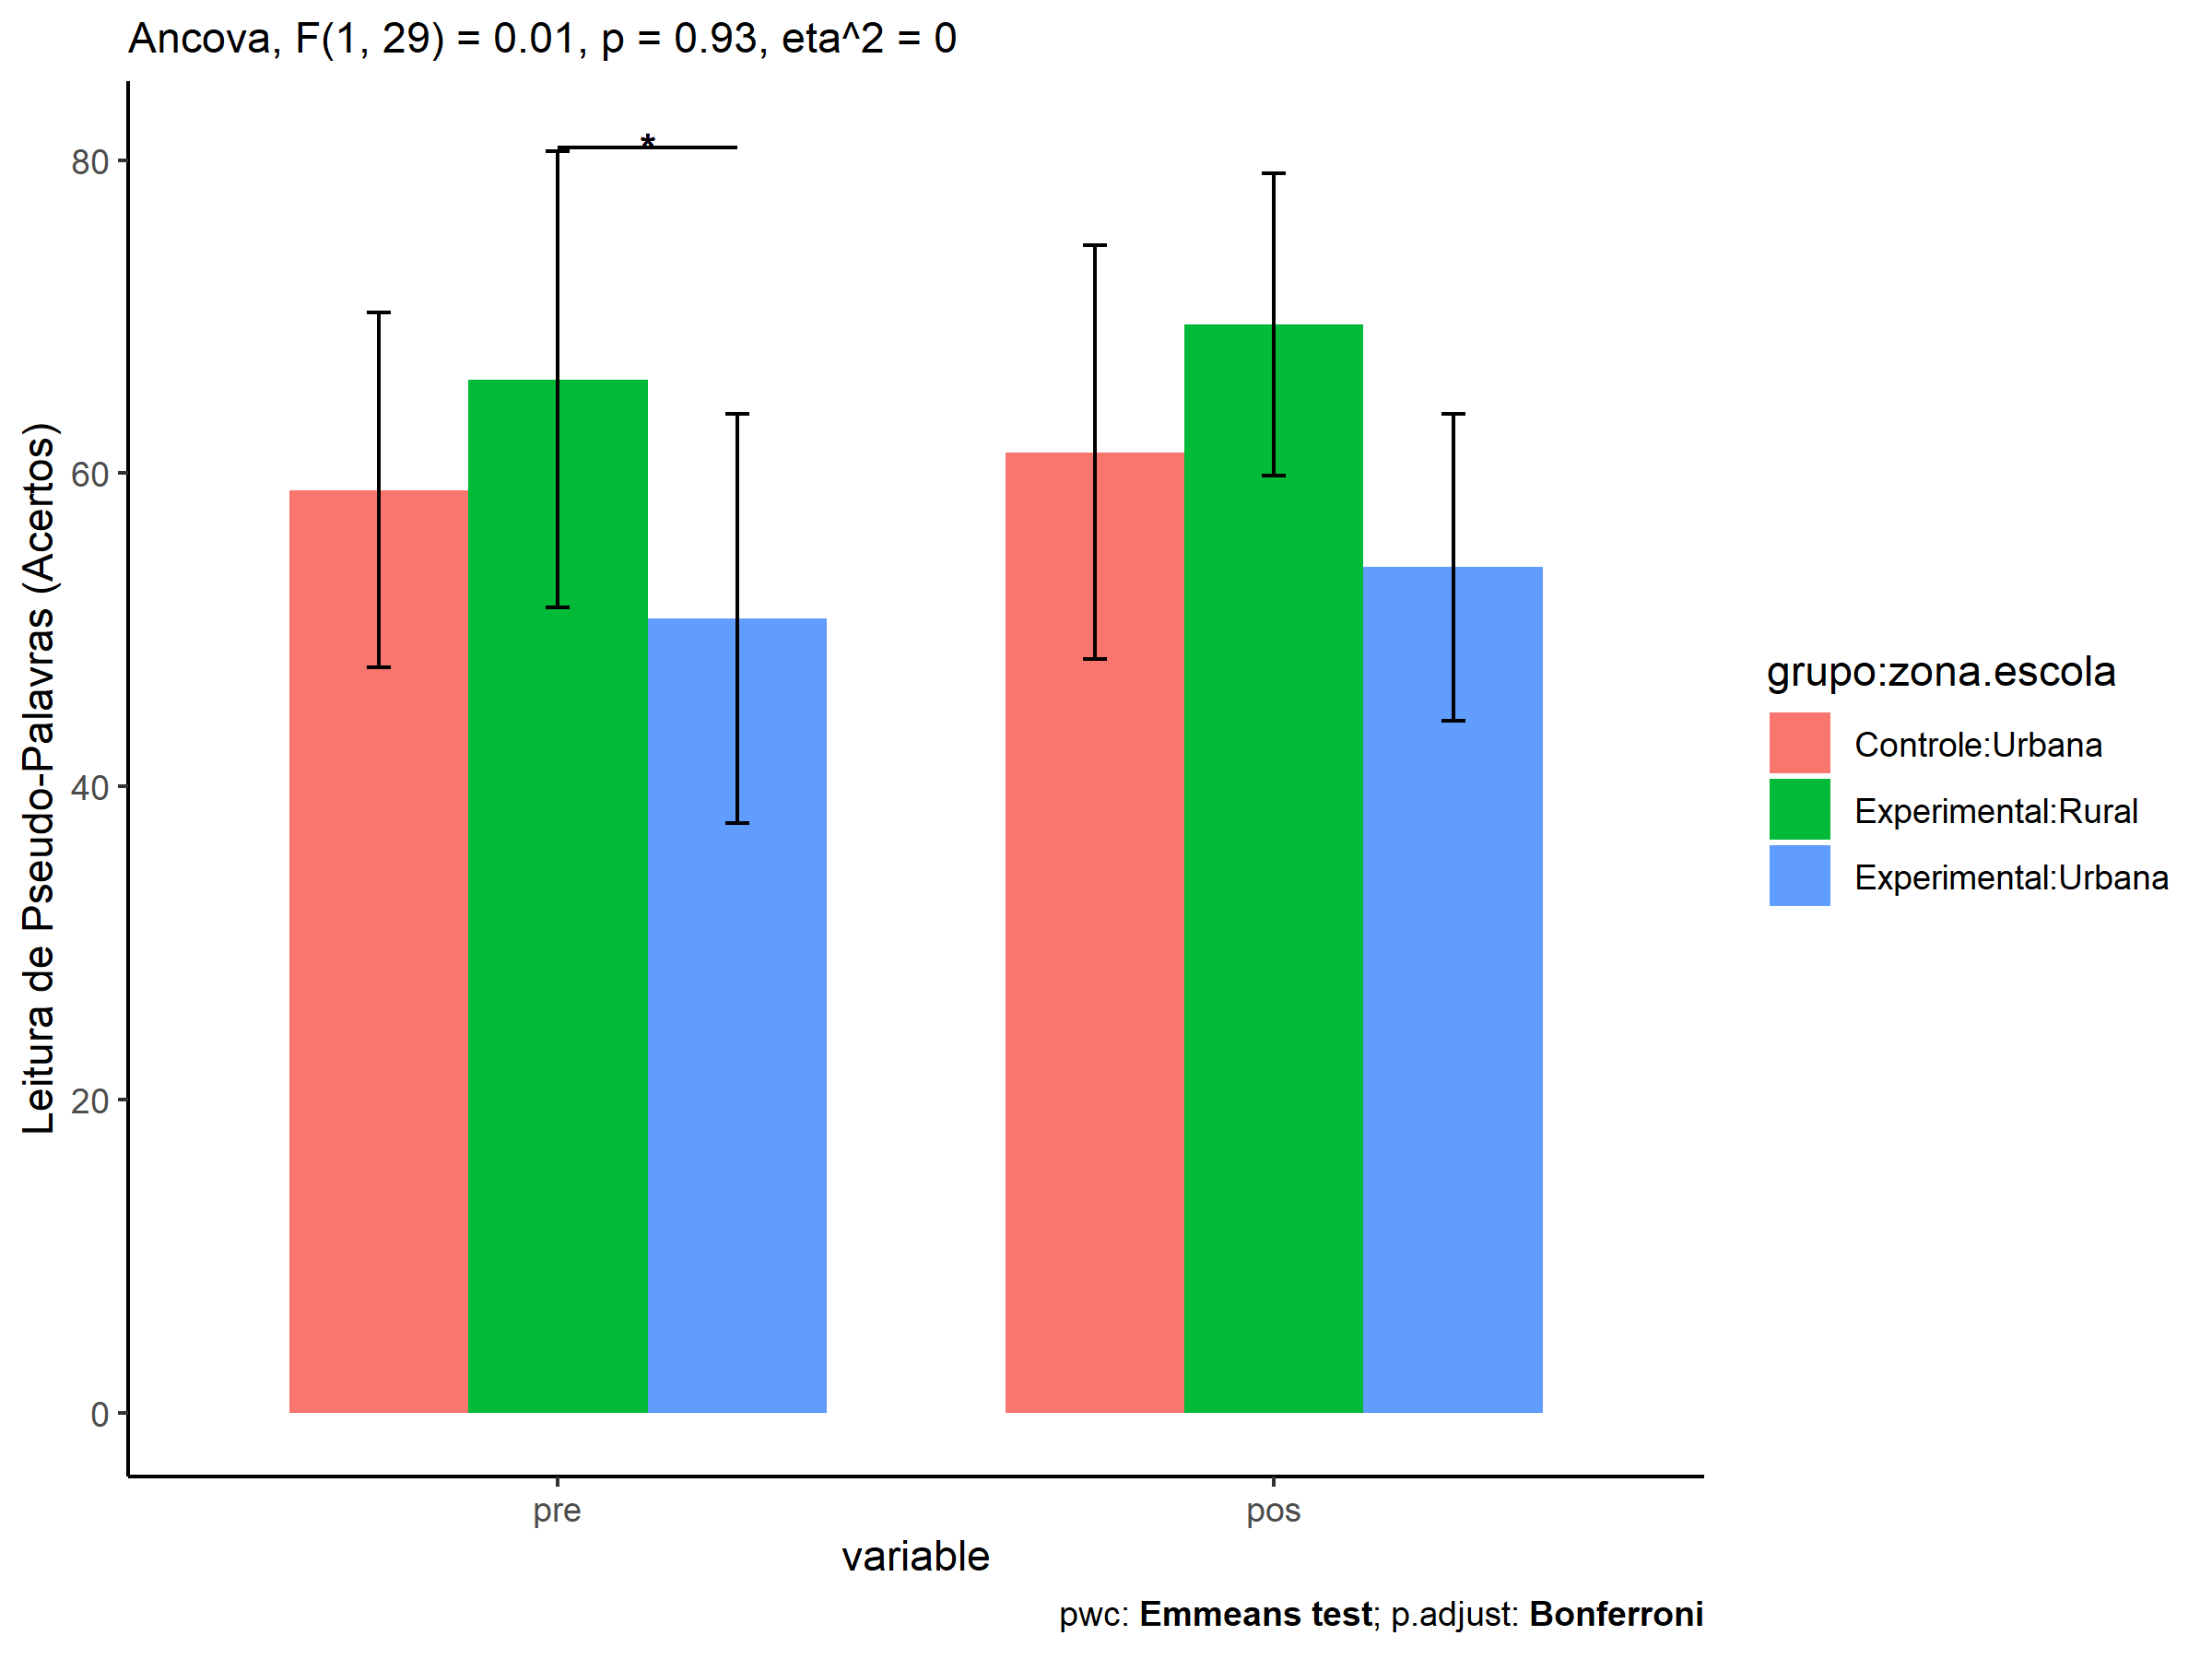 Ancova, F(1, 29) = 0.01, p = 0.93, eta^2 = 0
Leitura de Pseudo-Palavras (Acertos)
80
60
40
20
0
*
pre
pos
variable
grupo:zona.escola
Controle:Urbana
Experimental:Rural
Experimental:Urbana
pwc: Emmeans test; p.adjust: Bonferroni